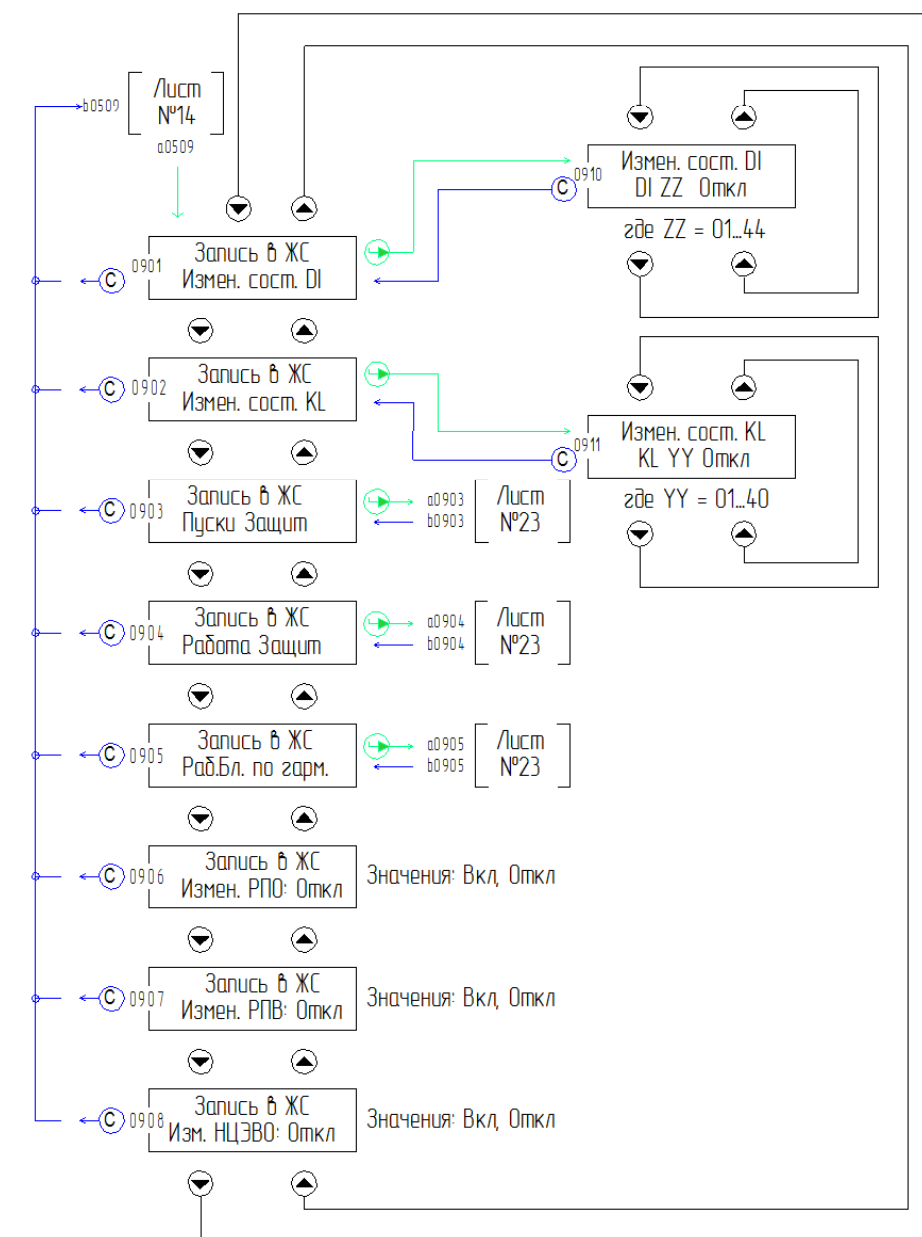 b0509
Лист
№14
a0509
0901
Запись в ЖС
Измен. сост. DI
C
0910
Измен. сост. DI
DI ZZ Откл
C
где ZZ = 01...44
0902
Запись в ЖС
Измен. сост. KL
C
0911
Измен. сост. KL
KL YY Откл
C
где YY = 01...40
C
0903
Запись в ЖС
Пуски Защит
a0903
b0903
Лист
№23
C
0904
Запись в ЖС
Работа Защит
a0904
b0904
Лист
№23
C
0905
Запись в ЖС
Раб.Бл. по гарм.
a0905
b0905
Лист
№23
C
0906
Запись в ЖС
Измен. РПО: Откл
Значения: Вкл, Откл
C
0907
Запись в ЖС
Измен. РПВ: Откл
Значения: Вкл, Откл
C
0908
Запись в ЖС
Изм. НЦЭВО: Откл
Значения: Вкл, Откл